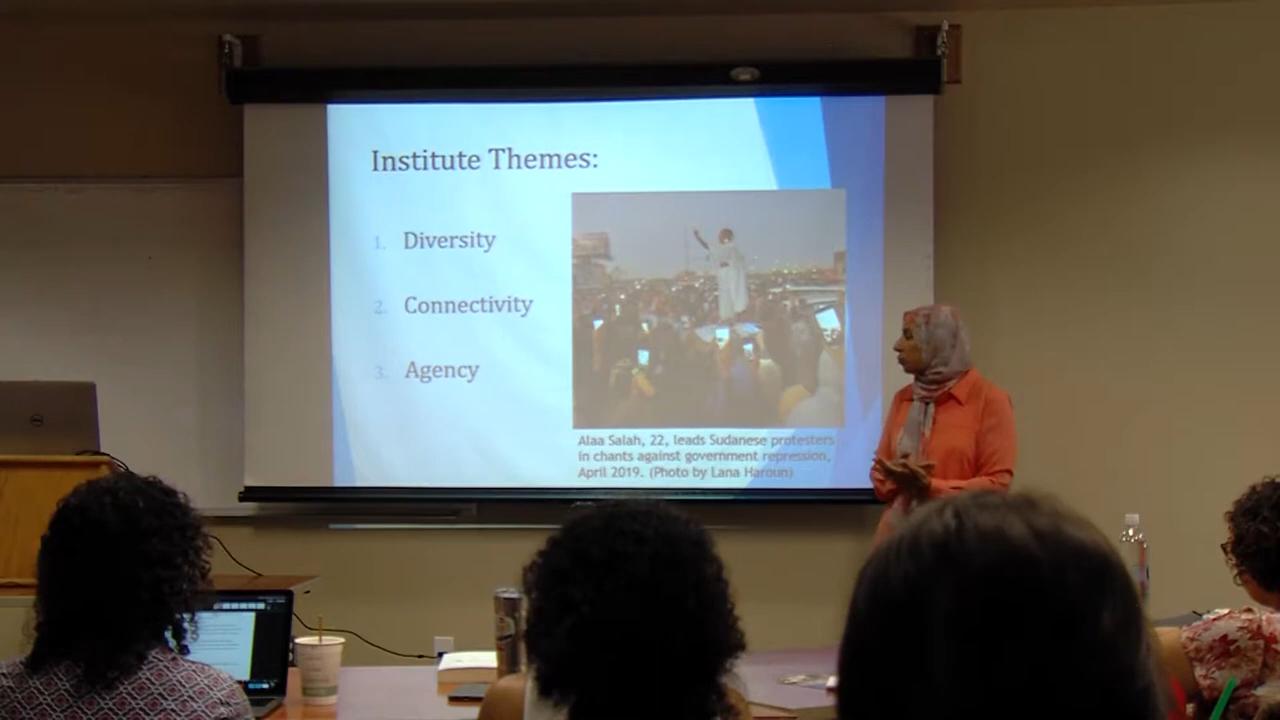 Institute Themes:
1. Diversity
2. Connectivity
3. Agency
Alaa Salah, 22, leads Sudanese protesters
in chants against government repression,
April 2019. (Photo by Lana Haroun)
DELL